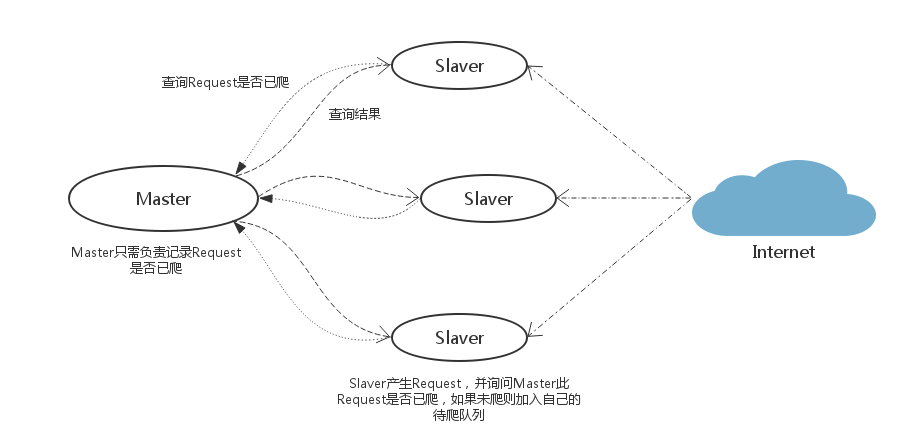 Slaver
查询Request是否已爬
查询结果
Master
Slaver
Master只需负责记录Request
是否已爬
Internet
Slaver
Slaver产生Request，并询问Master此
Request是否已爬，如果未爬则加入自己的
待爬队列